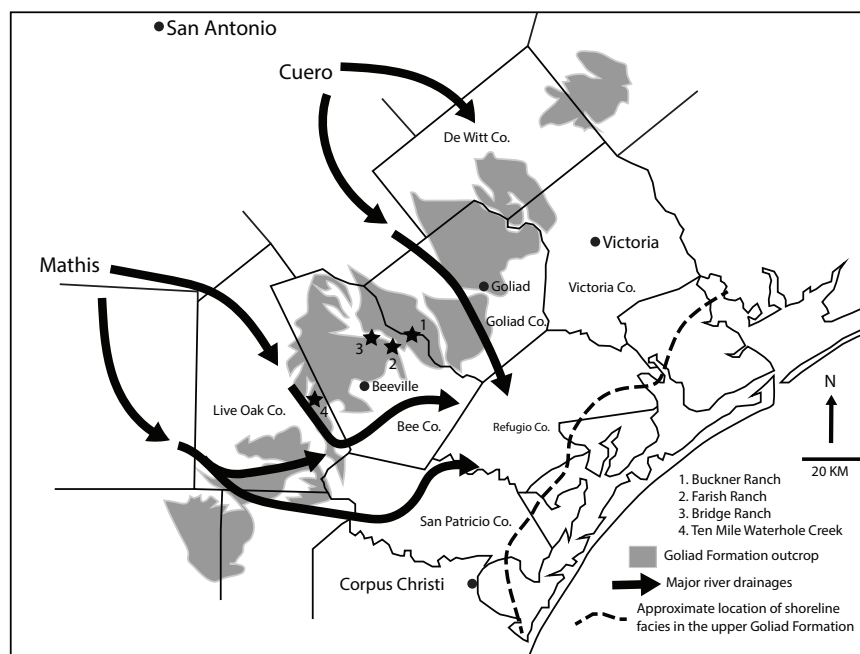 San Antonio
Cuero
De Witt Co.
Victoria
Mathis
Goliad
Victoria Co.
Goliad Co.
1
3
2
Beeville
4
Live Oak Co.
Bee Co.
Refugio Co.
N
20 KM
1. Buckner Ranch
2. Farish Ranch
3. Bridge Ranch
4. Ten Mile Waterhole Creek
San Patricio Co.
Goliad Formation outcrop
Corpus Christi
Major river drainages
Approximate location of shoreline
facies in the upper Goliad Formation